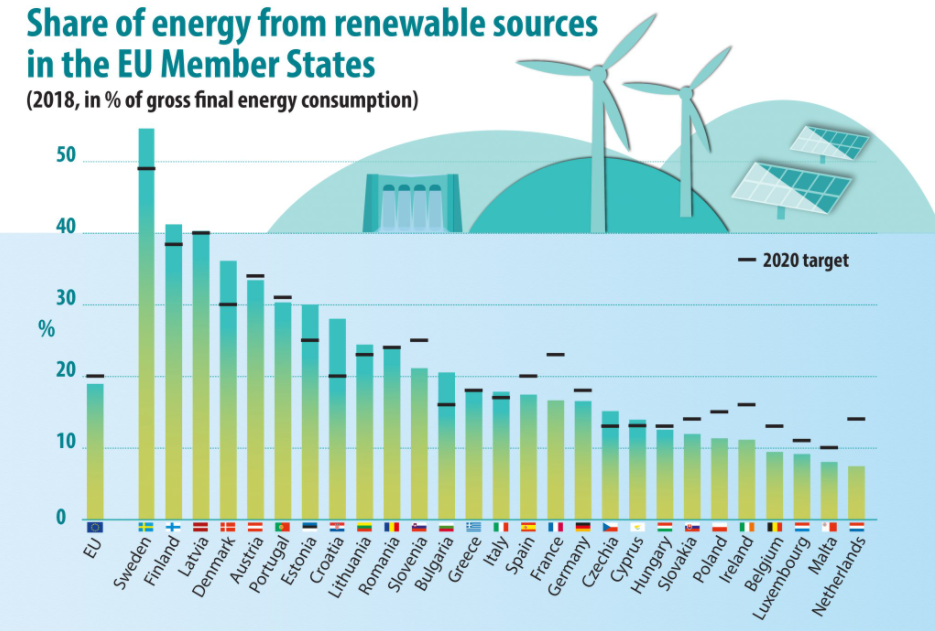 Share of energy from renewable sources
in the EU Member States
(2018, in % of gross final energy consumption)
50
40
— 2020 target
30
%
20
10
0
EU
Sweden
Finland
Latvia
Denmark
Austria
Portugal
Estonia
Croatia
Lithuania
Romania
Slovenia
Bulgaria
Greece
Italy
Spain
France
Germany
Czechia
Cyprus
Hungary
Slovakia
Poland
Ireland
Belgium
Luxembourg
Malta
Netherlands